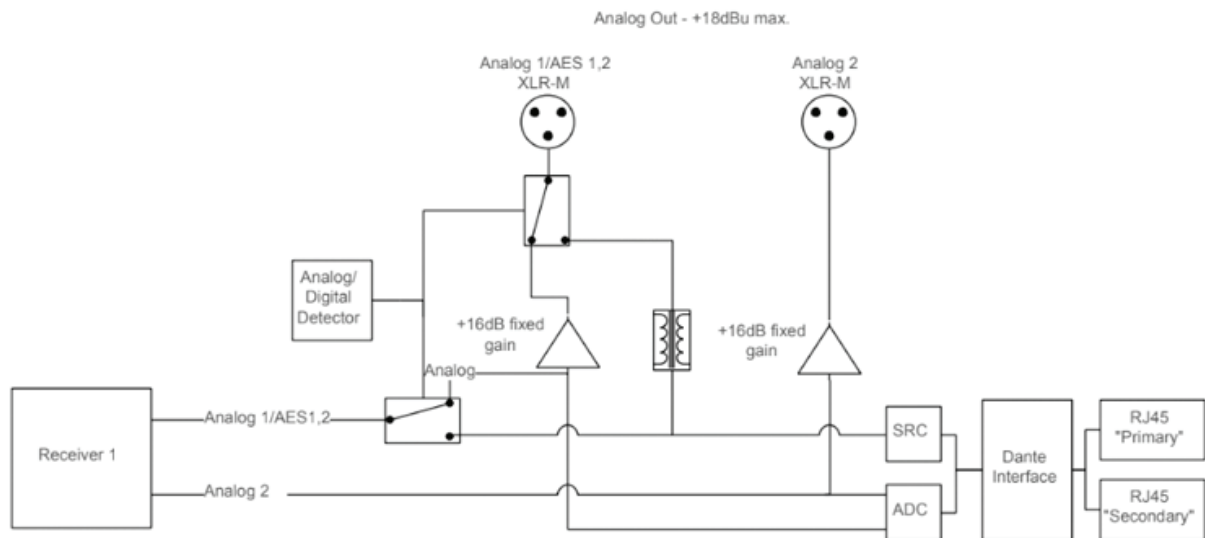 Analog Out - +18dBu max.
Analog 1/AES 1,2
XLR-M
Analog 2
XLR-M
Analog/
Digital
Detector
+16dB fixed
gain
+16dB fixed
gain
Analog
Receiver 1
Analog 1/AES1,2
Analog 2
SRC
ADC
Dante
Interface
RJ45
"Primary"
RJ45
"Secondary"